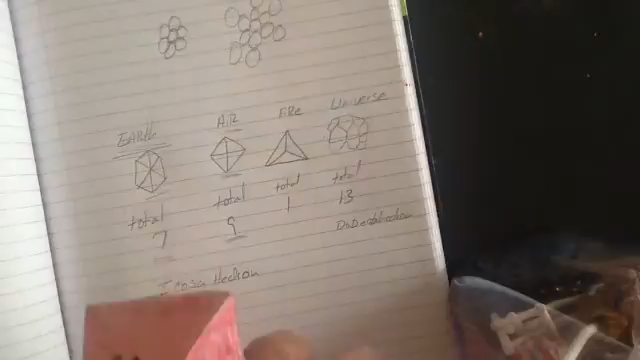 EARth AiR FiRe Universe
total total total total
7 9 1 13
DoDecahedron
Icosa Hedron